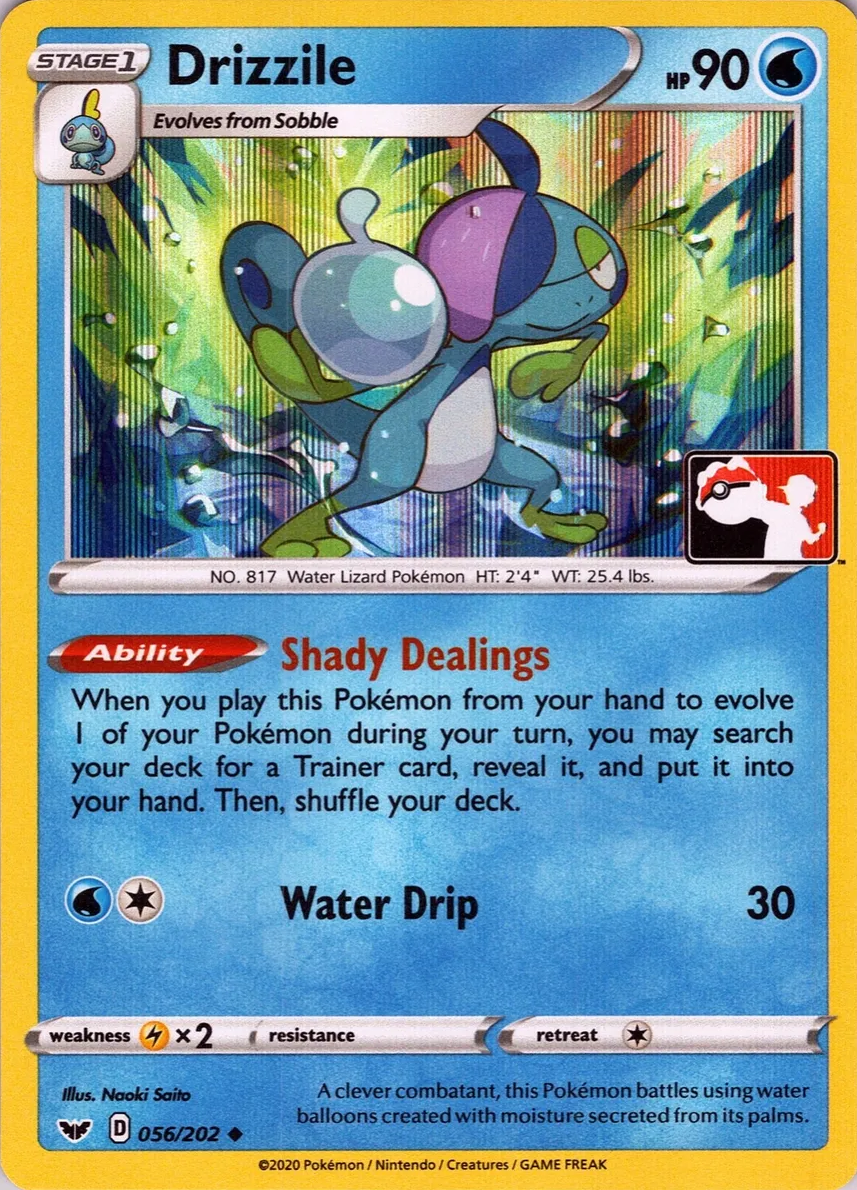 STAGE1
Drizzile
HP 90
Evolves from Sobble
NO. 817 Water Lizard Pokémon HT: 2'4" WT: 25.4 lbs.
TM
Ability Shady Dealings
When you play this Pokémon from your hand to evolve
1 of your Pokémon during your turn, you may search
your deck for a Trainer card, reveal it, and put it into
your hand. Then, shuffle your deck.
Water Drip 30
weakness ×2 resistance retreat
Illus. Naoki Saito
A clever combatant, this Pokémon battles using water
balloons created with moisture secreted from its palms.
D 056/202
©2020 Pokémon / Nintendo / Creatures / GAME FREAK